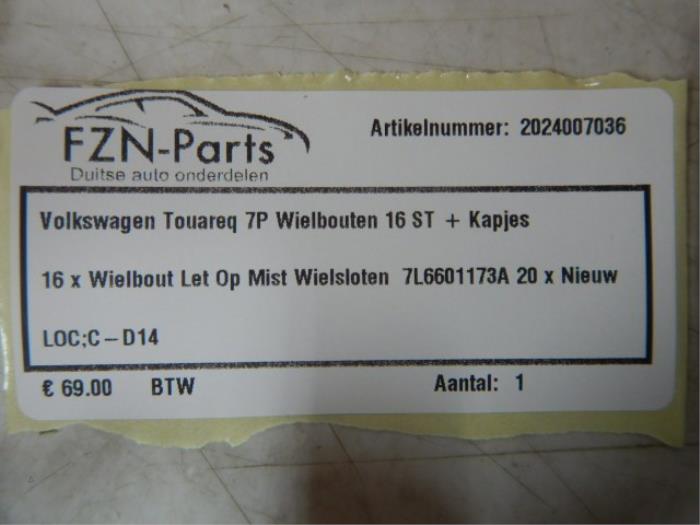 FZN-Parts
Duitse auto onderdelen
Artikelnummer: 2024007036
Volkswagen Touareq 7P Wielbouten 16 ST + Kapjes
16 x Wielbout Let Op Mist Wielsloten 7L6601173A 20 x Nieuw
LOC;C-D14
€ 69.00 BTW Aantal: 1